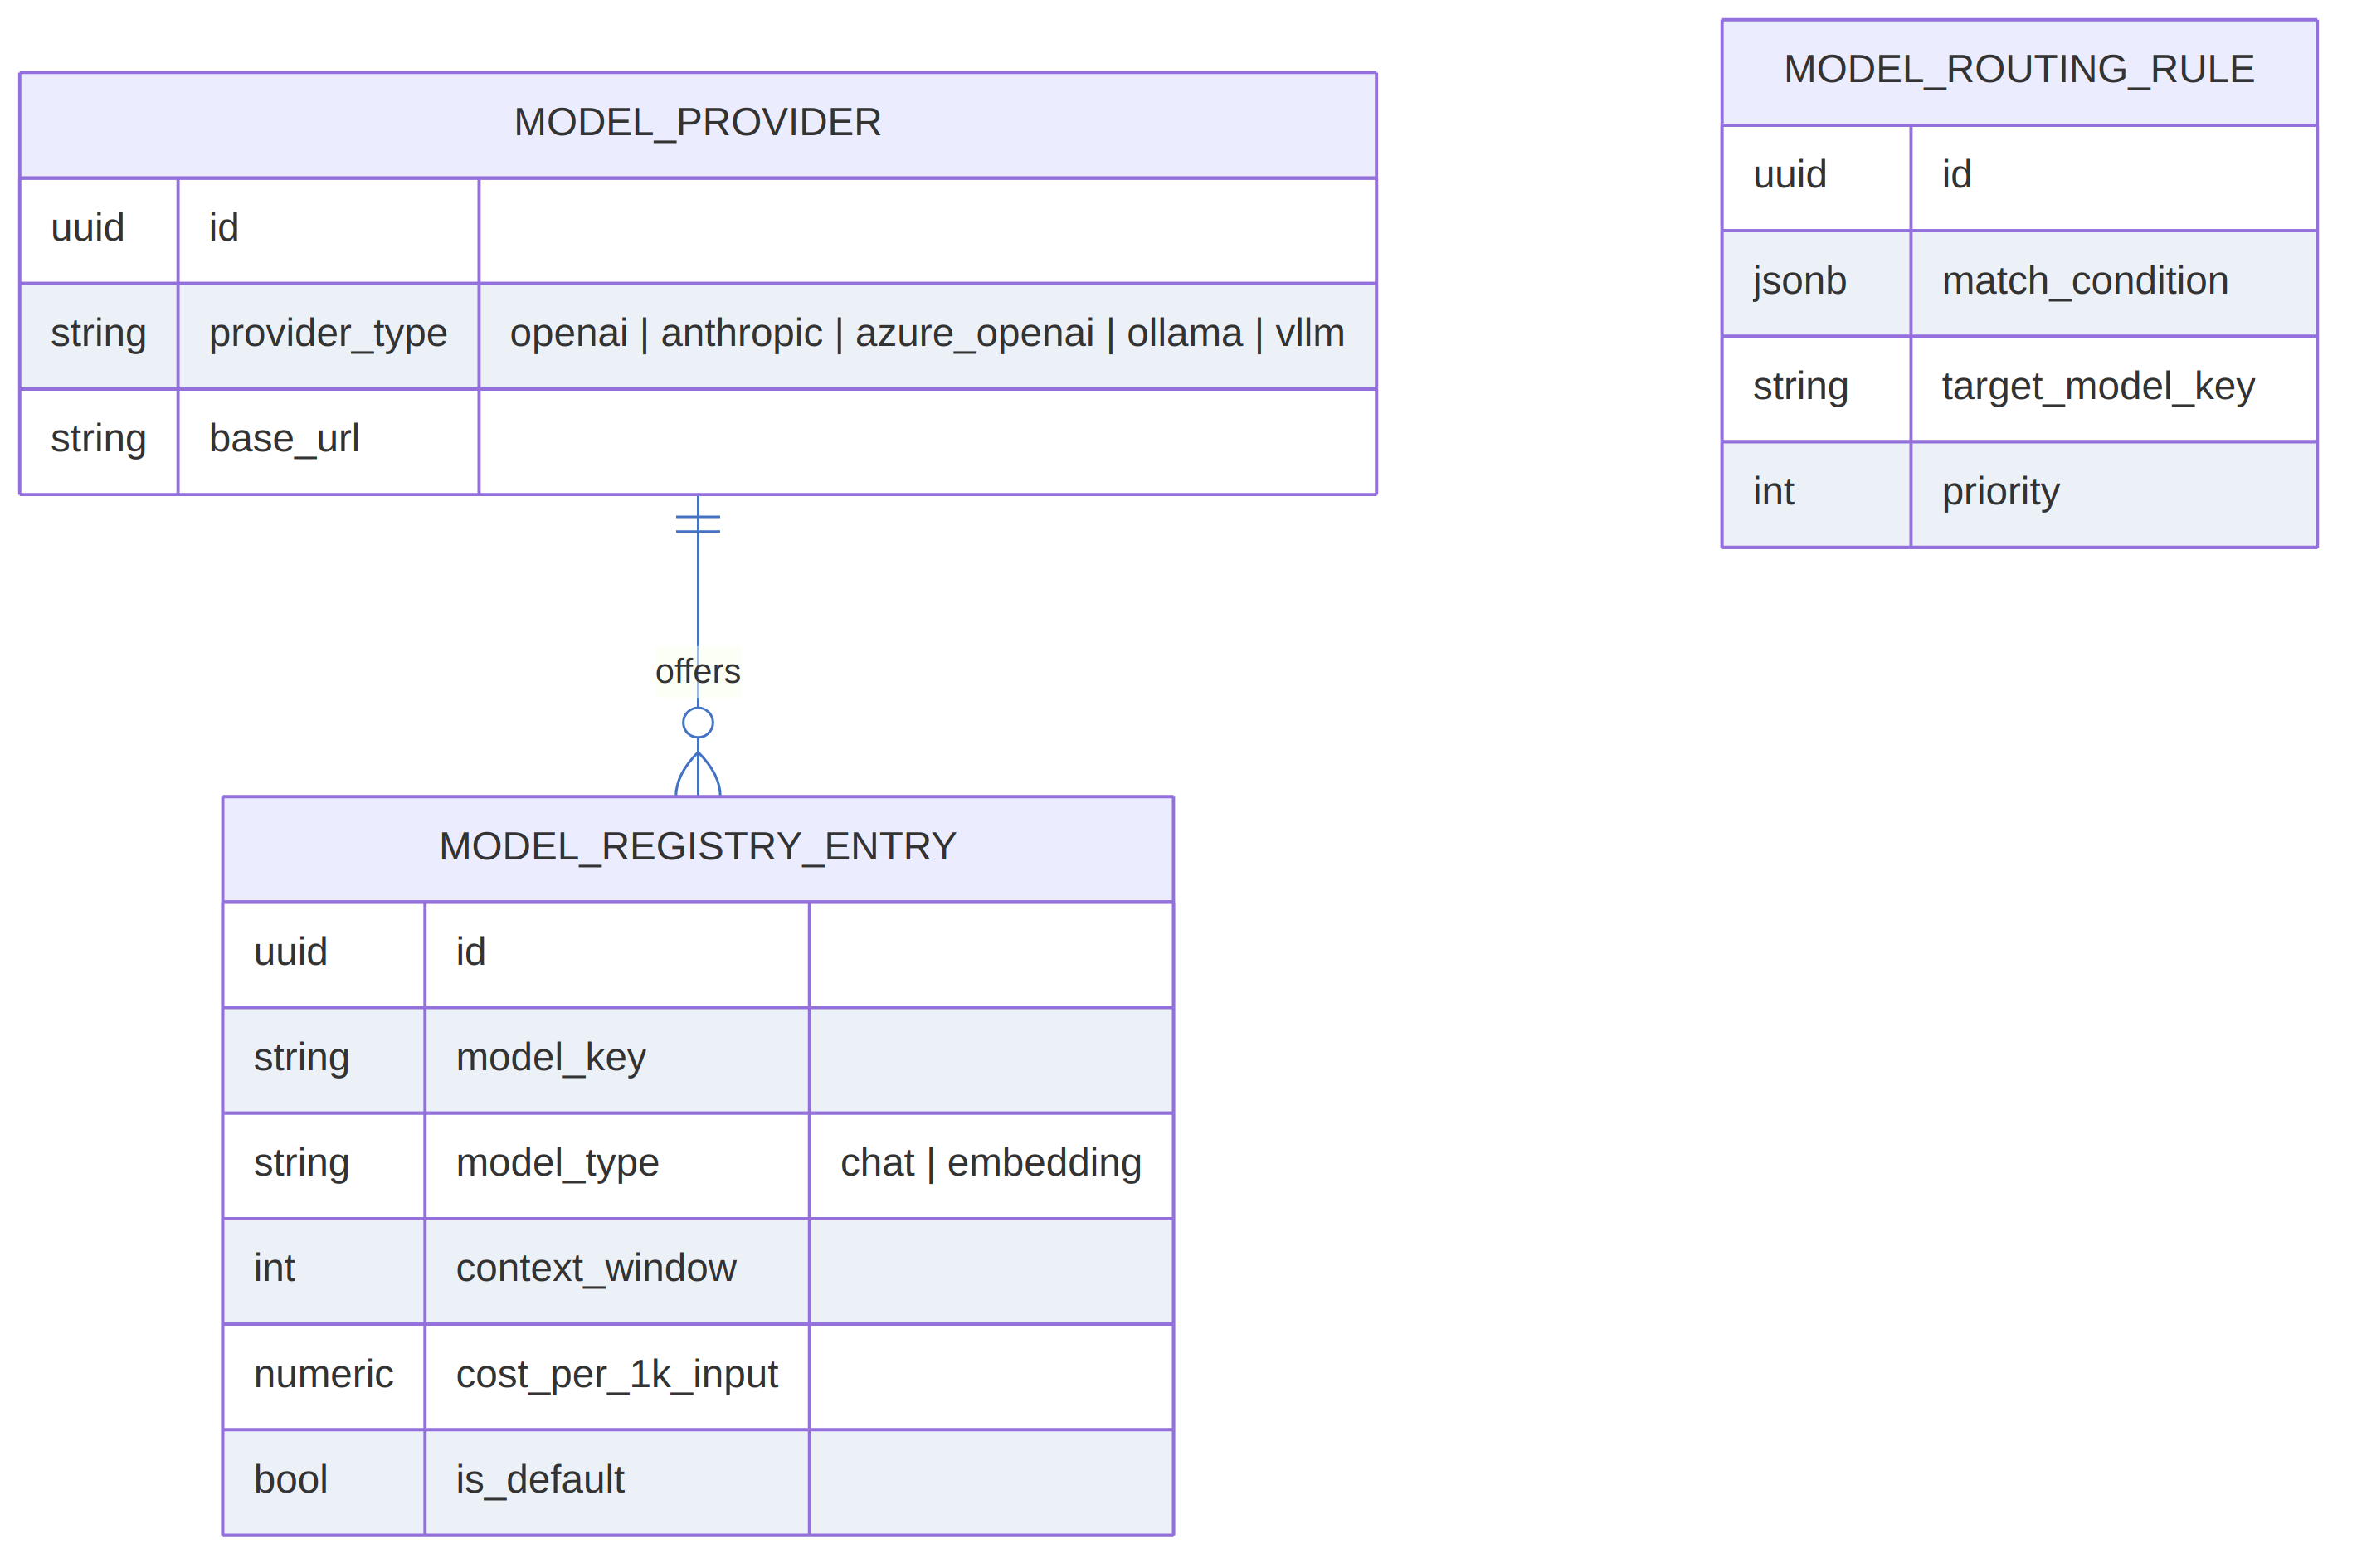 MODEL_PROVIDER
uuid id
string provider_type openai | anthropic | azure_openai | ollama | vllm
string base_url
offers
MODEL_REGISTRY_ENTRY
uuid id
string model_key
string model_type chat | embedding
int context_window
numeric cost_per_1k_input
bool is_default
MODEL_ROUTING_RULE
uuid id
jsonb match_condition
string target_model_key
int priority